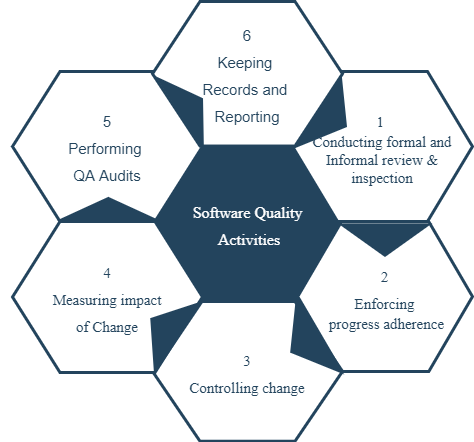 6
Keeping
Records and
Reporting
1
Conducting formal and
Informal review &
inspection
5
Performing
QA Audits
Software Quality
Activities
2
Enforcing
progress adherence
4
Measuring impact
of Change
3
Controlling change